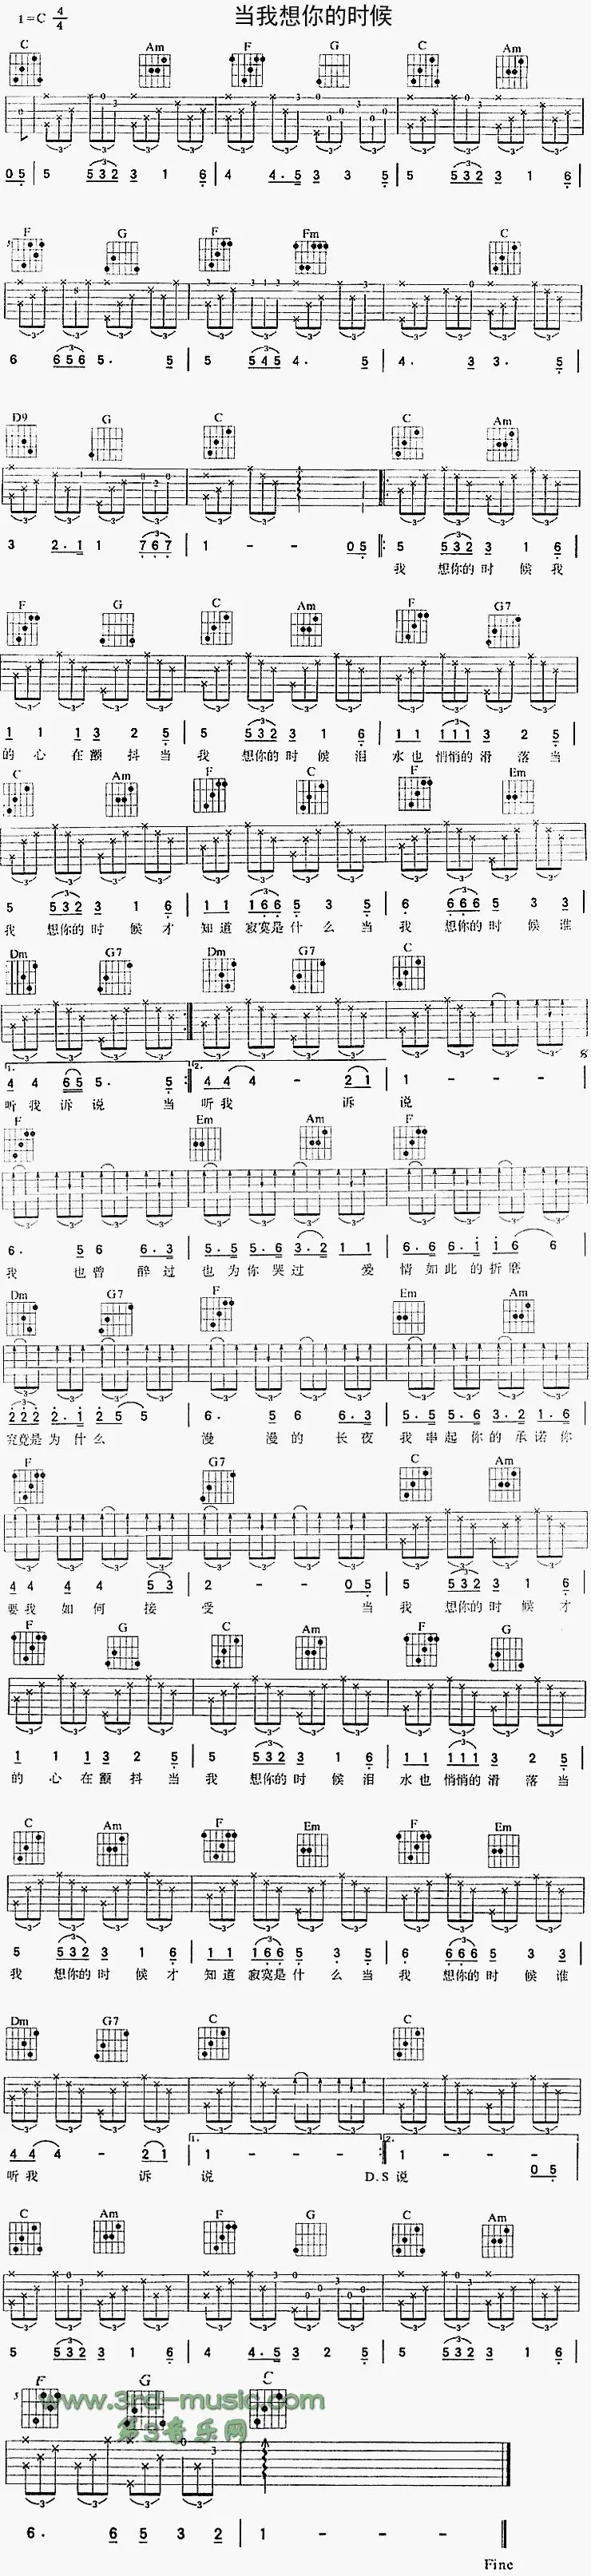 1=C 4/4 当我想你的时候
C Am F G C Am
0 5 | 5 5 3 2 3 1 6 | 4 4. 5 3 3 5 | 5 5 3 2 3 1 6 |
F G F Fm C
6 6 5 6 5. 5 | 5 5 4 5 4. 5 | 4. 3 3. 5 |
D9 G C C Am
3 2. 1 1 7 6 7 | 1 - - 0 5 ‖: 5 5 3 2 3 1 6 |
我 想你的 时 候 我
F G C Am F G7
1 1 1 3 2 5 | 5 5 3 2 3 1 6 | 1 1 1 1 1 3 2 5 |
的 心 在 颤 抖 当 我 想你的 时 候 泪 水 也 悄悄的 滑 落 当
C Am F C F Em
5 5 3 2 3 1 6 | 1 1 1 6 6 5 3 5 | 6 6 6 6 5 3 3 |
我 想你的 时 候 才 知 道 寂寞是 什 么 当 我 想你的 时 候 谁
Dm G7 Dm G7 C
1. 4 4 6 5 5. 5 :‖ 2. 4 4 4 - 2 1 | 1 - - - |
听 我 诉 说 当 听 我 诉 说
F Em Am F
6. 5 6 6. 3 | 5. 5 5. 6 3. 2 1 1 | 6. 6 6. 1 1 6 6 |
我 也 曾 醉 过 也 为 你 哭 过 爱 情 如 此 的 折 磨
Dm G7 F Em Am
2 2 2 2. 1 2 5 5 | 6. 5 6 6. 3 | 5. 5 5. 6 3. 2 1. 6 |
究竟是 为 什 么 漫 漫 的 长 夜 我 串 起 你 的 承 诺 你
F G7 C Am
4 4 4 4 5 3 | 2 - - 0 5 | 5 5 3 2 3 1 6 |
要 我 如 何 接 受 当 我 想你的 时 候 才
F G C Am F G
1 1 1 3 2 5 | 5 5 3 2 3 1 6 | 1 1 1 1 1 3 2 5 |
的 心 在 颤 抖 当 我 想你的 时 候 泪 水 也 悄悄的 滑 落 当
C Am F Em F Em
5 5 3 2 3 1 6 | 1 1 1 6 6 5 3 5 | 6 6 6 6 5 3 3 |
我 想你的 时 候 才 知 道 寂寞是 什 么 当 我 想你的 时 候 谁
Dm G7 C C
4 4 4 - 2 1 | 1. 1 - - - :‖ 2. 1 - - - 0 5 |
听 我 诉 说 D.S 说
C Am F G C Am
5 5 3 2 3 1 6 | 4 4. 5 3 2 5 | 5 5 3 2 3 1 6 |
F G C
www.3rd-music.com
第3音乐网
6. 6 5 3 2 | 1 - - - ‖
Fine